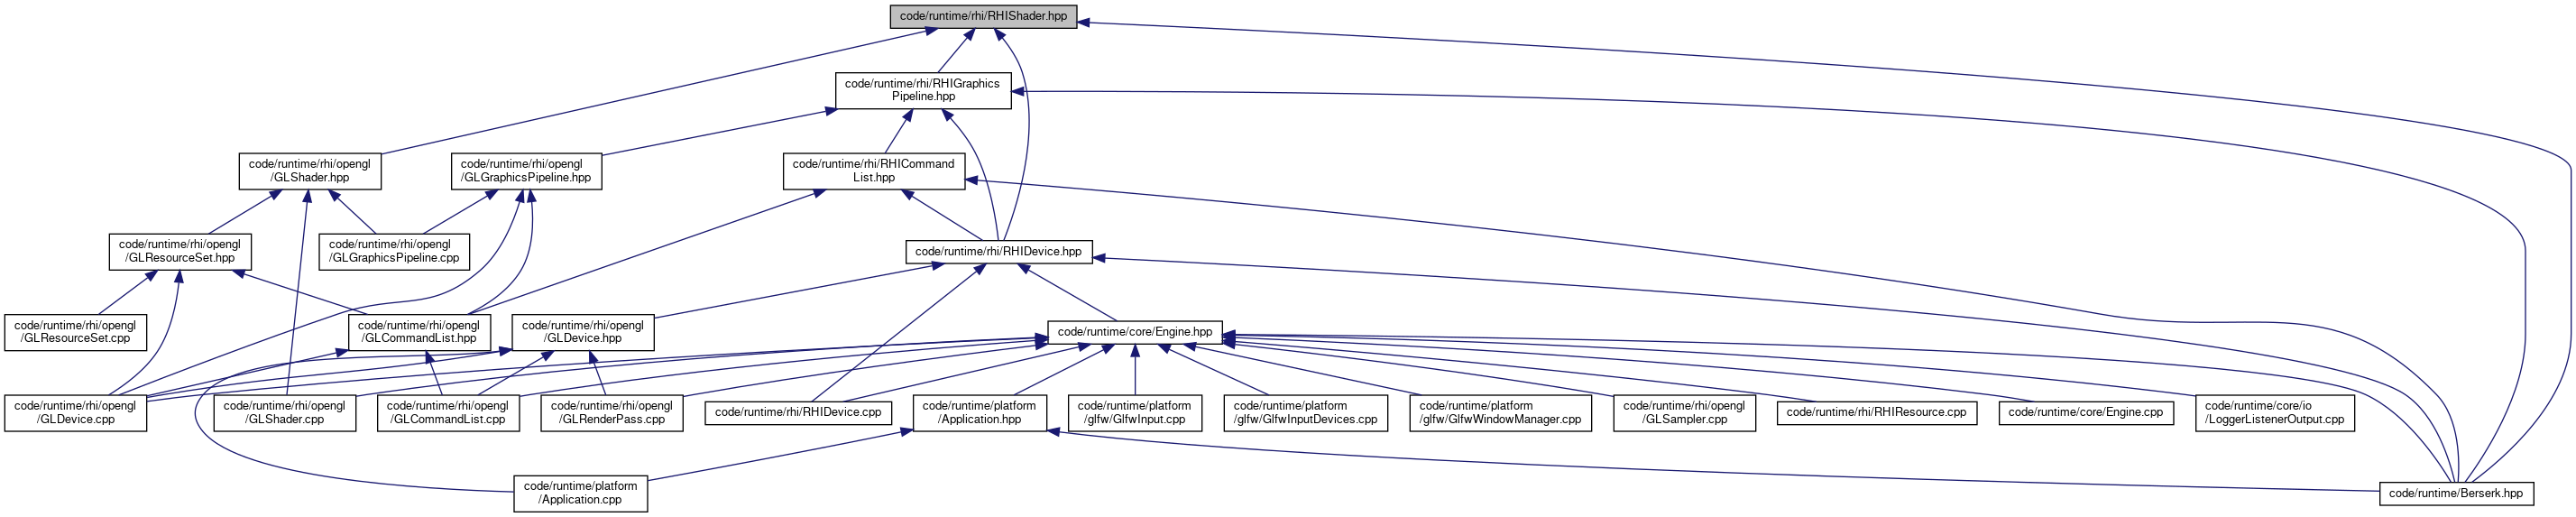 code/runtime/rhi/RHIShader.hpp
code/runtime/rhi/RHIGraphics
Pipeline.hpp
code/runtime/rhi/opengl
/GLShader.hpp
code/runtime/rhi/opengl
/GLGraphicsPipeline.hpp
code/runtime/rhi/RHICommand
List.hpp
code/runtime/rhi/opengl
/GLResourceSet.hpp
code/runtime/rhi/opengl
/GLGraphicsPipeline.cpp
code/runtime/rhi/RHIDevice.hpp
code/runtime/rhi/opengl
/GLResourceSet.cpp
code/runtime/rhi/opengl
/GLCommandList.hpp
code/runtime/rhi/opengl
/GLDevice.hpp
code/runtime/core/Engine.hpp
code/runtime/rhi/opengl
/GLDevice.cpp
code/runtime/rhi/opengl
/GLShader.cpp
code/runtime/rhi/opengl
/GLCommandList.cpp
code/runtime/rhi/opengl
/GLRenderPass.cpp
code/runtime/rhi/RHIDevice.cpp
code/runtime/platform
/Application.hpp
code/runtime/platform
/glfw/GlfwInput.cpp
code/runtime/platform
/glfw/GlfwInputDevices.cpp
code/runtime/platform
/glfw/GlfwWindowManager.cpp
code/runtime/rhi/opengl
/GLSampler.cpp
code/runtime/rhi/RHIResource.cpp
code/runtime/core/Engine.cpp
code/runtime/core/io
/LoggerListenerOutput.cpp
code/runtime/platform
/Application.cpp
code/runtime/Berserk.hpp